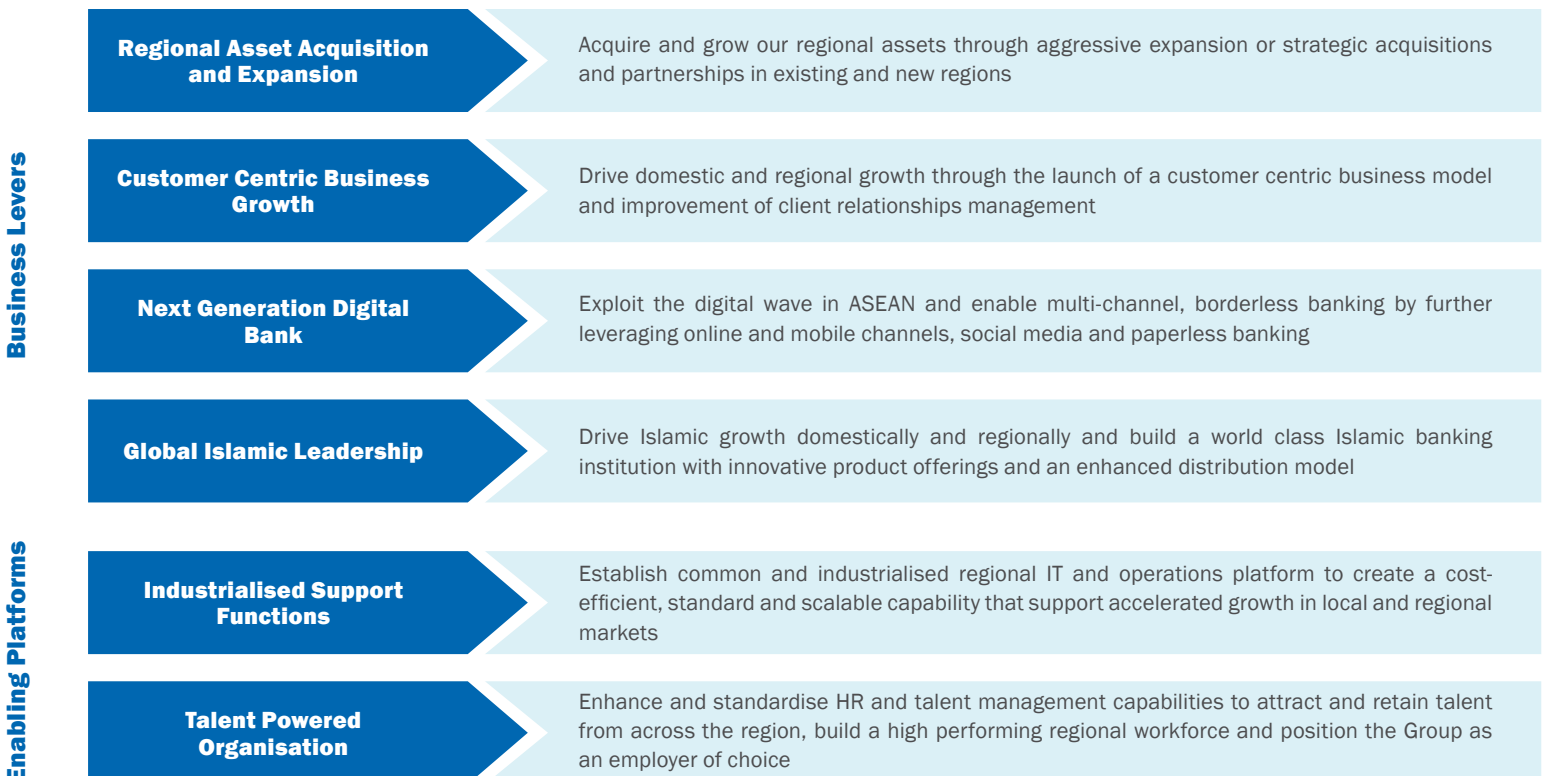 Business Levers
Regional Asset Acquisition
and Expansion
Acquire and grow our regional assets through aggressive expansion or strategic acquisitions
and partnerships in existing and new regions
Customer Centric Business
Growth
Drive domestic and regional growth through the launch of a customer centric business model
and improvement of client relationships management
Next Generation Digital
Bank
Exploit the digital wave in ASEAN and enable multi-channel, borderless banking by further
leveraging online and mobile channels, social media and paperless banking
Global Islamic Leadership
Drive Islamic growth domestically and regionally and build a world class Islamic banking
institution with innovative product offerings and an enhanced distribution model
Enabling Platforms
Industrialised Support
Functions
Establish common and industrialised regional IT and operations platform to create a cost-
efficient, standard and scalable capability that support accelerated growth in local and regional
markets
Talent Powered
Organisation
Enhance and standardise HR and talent management capabilities to attract and retain talent
from across the region, build a high performing regional workforce and position the Group as
an employer of choice